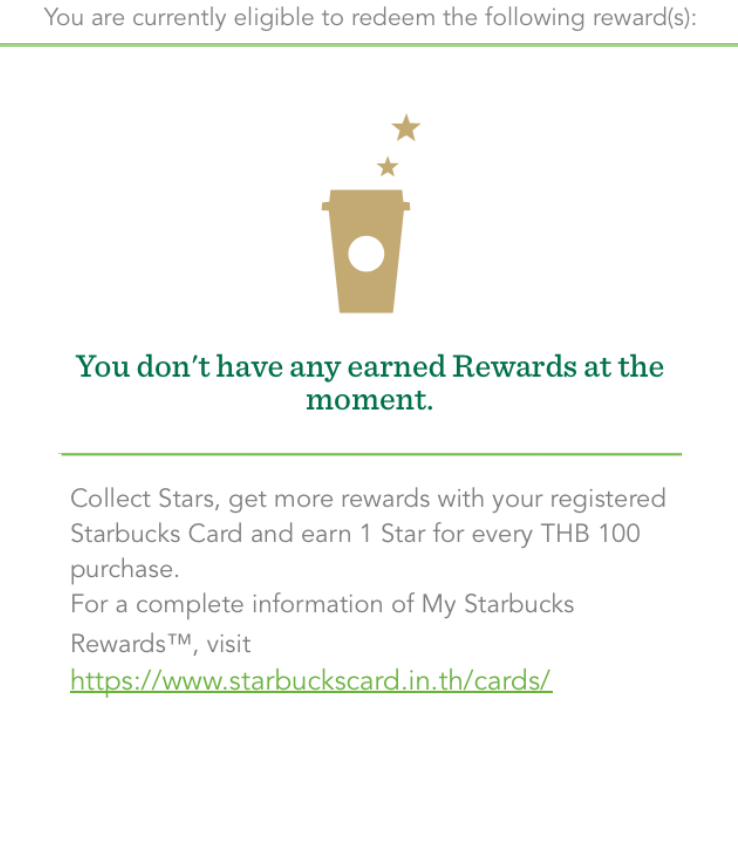 You are currently eligible to redeem the following reward(s):
You don't have any earned Rewards at the
moment.
Collect Stars, get more rewards with your registered
Starbucks Card and earn 1 Star for every THB 100
purchase.
For a complete information of My Starbucks
Rewards™, visit
https://www.starbuckscard.in.th/cards/